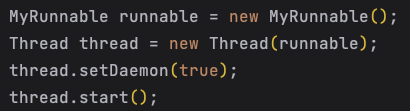 MyRunnable runnable = new MyRunnable();
Thread thread = new Thread(runnable);
thread.setDaemon(true);
thread.start();